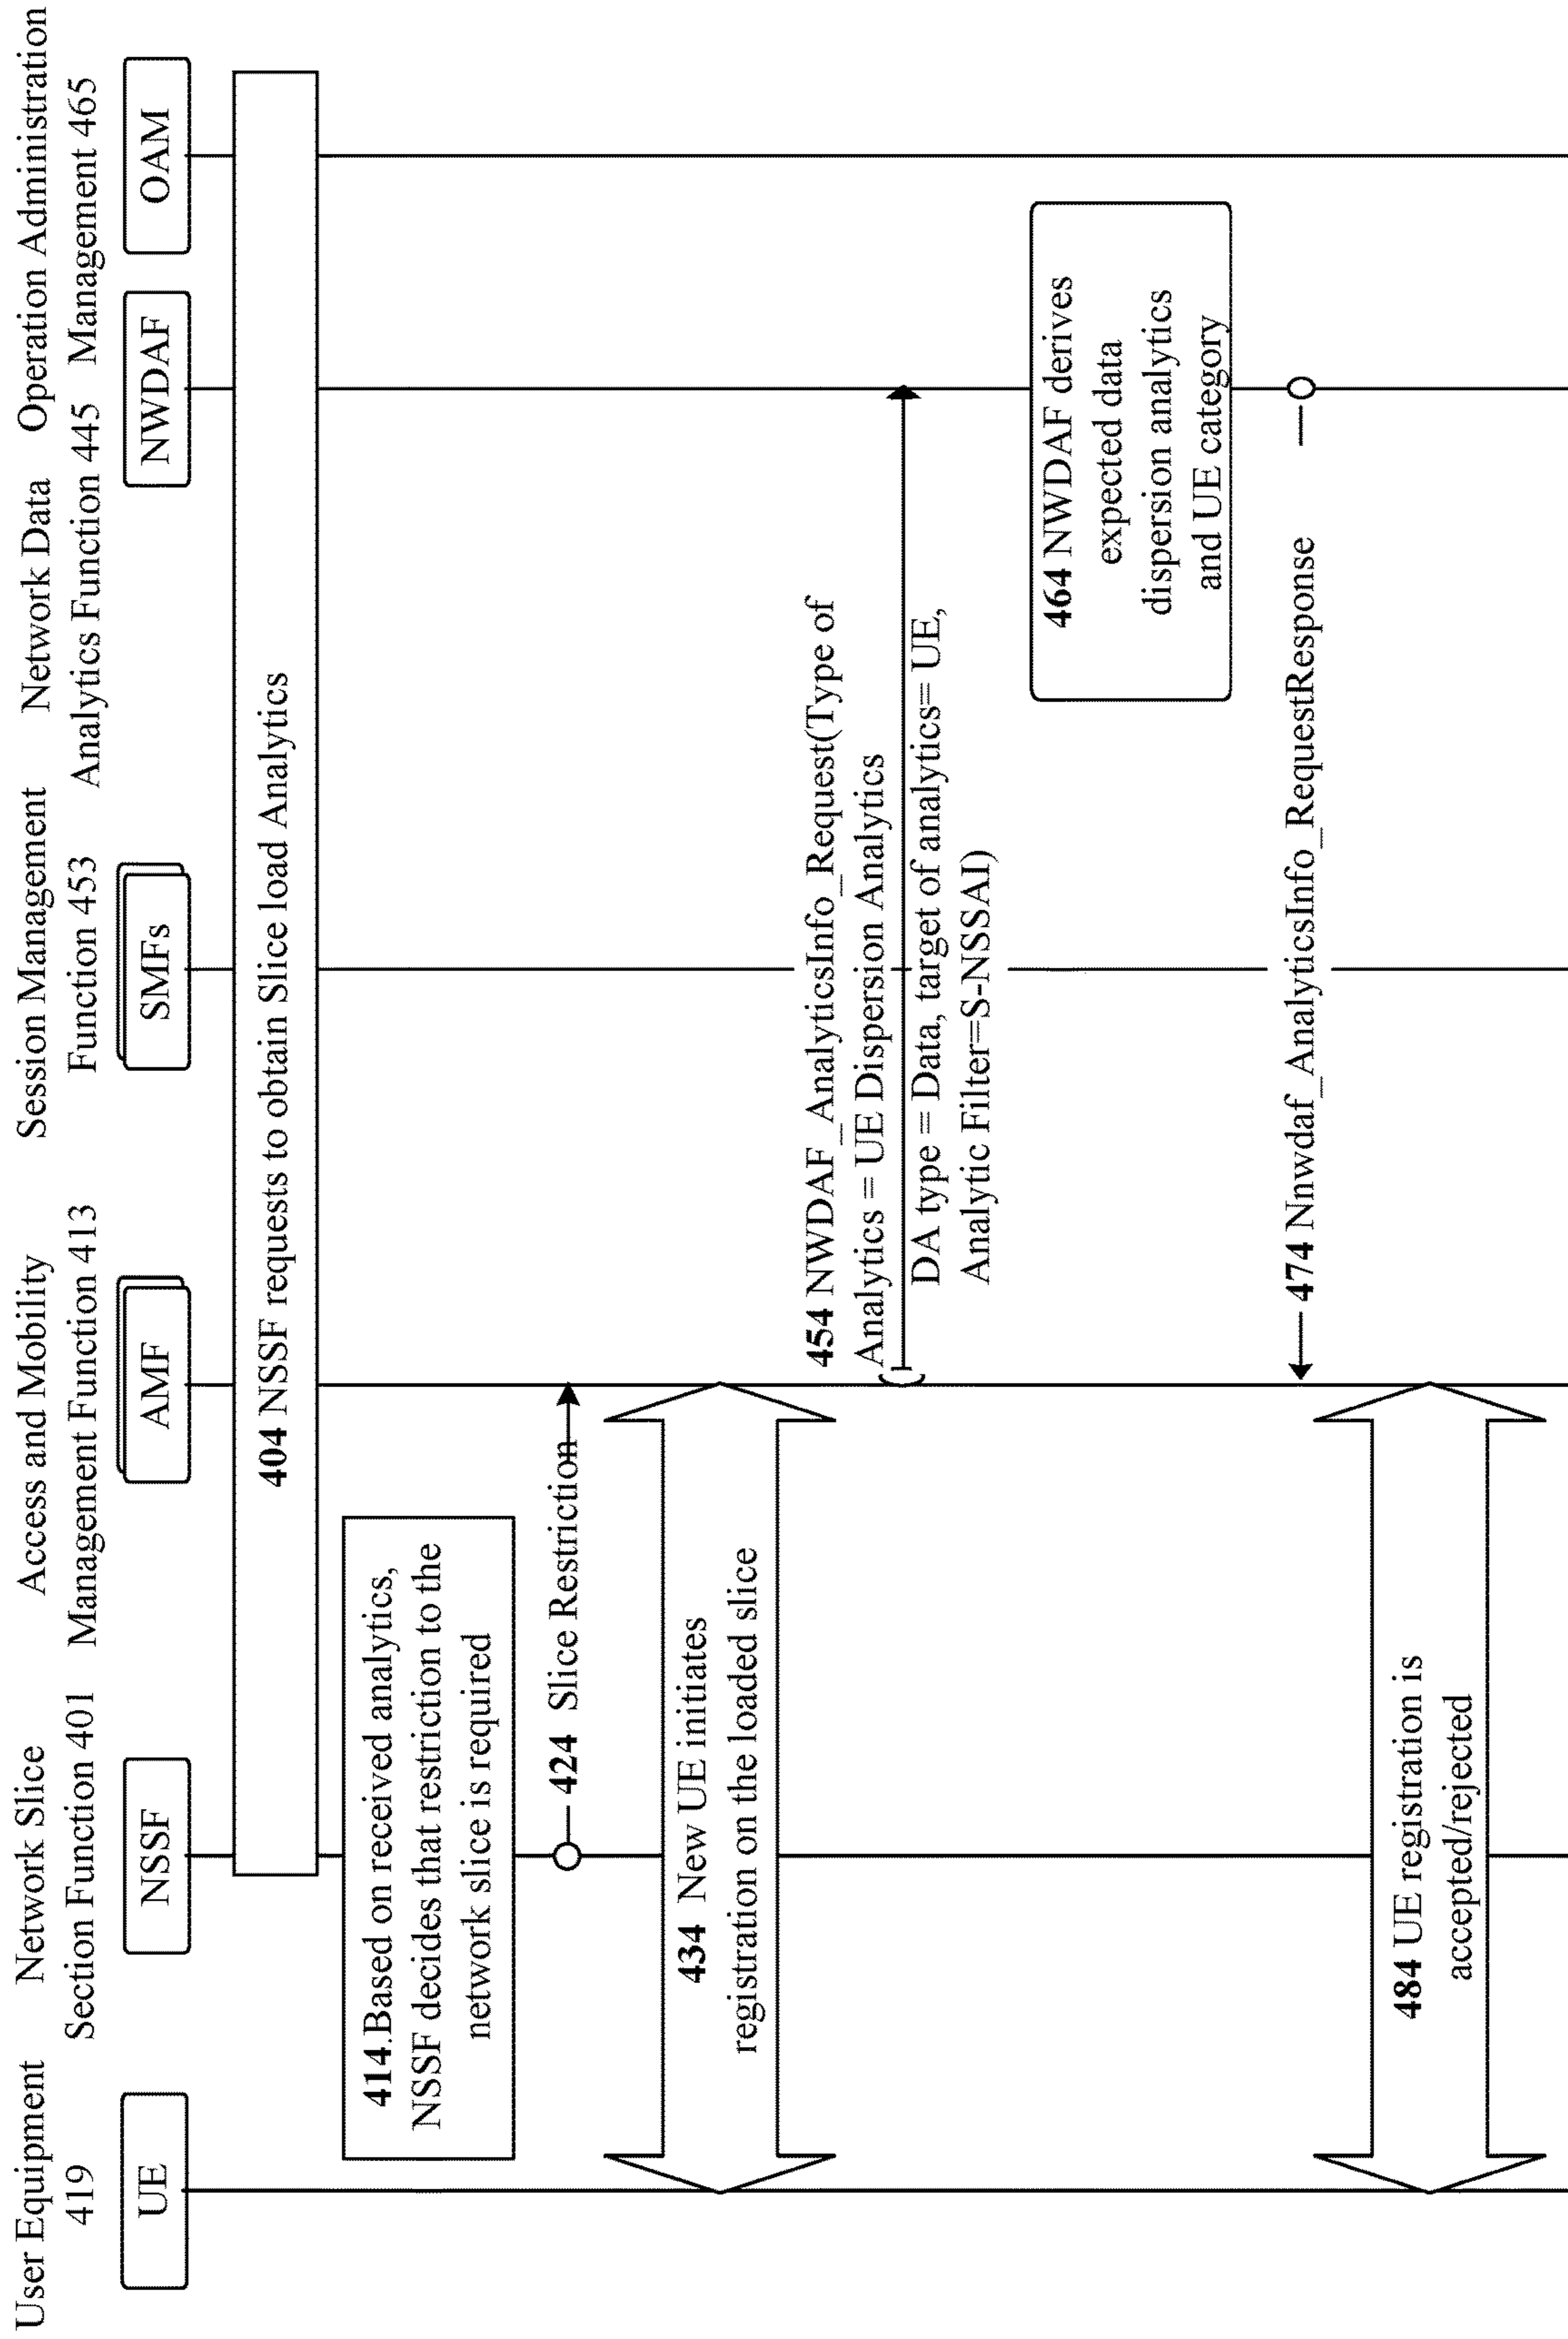 User Equipment
419
Network Slice
Section Function 401
Access and Mobility
Management Function 413
Session Management
Function 453
Network Data
Analytics Function 445
Operation Administration
Management 465
UE
NSSF
AMF
SMFs
NWDAF
OAM
404 NSSF requests to obtain Slice load Analytics
414.Based on received analytics,
NSSF decides that restriction to the
network slice is required
424 Slice Restriction
434 New UE initiates
registration on the loaded slice
454 NWDAF_AnalyticsInfo_Request(Type of
Analytics = UE Dispersion Analytics
DA type = Data, target of analytics= UE,
Analytic Filter=S-NSSAI)
464 NWDAF derives
expected data
dispersion analytics
and UE category
474 Nnwdaf_AnalyticsInfo_RequestResponse
484 UE registration is
accepted/rejected